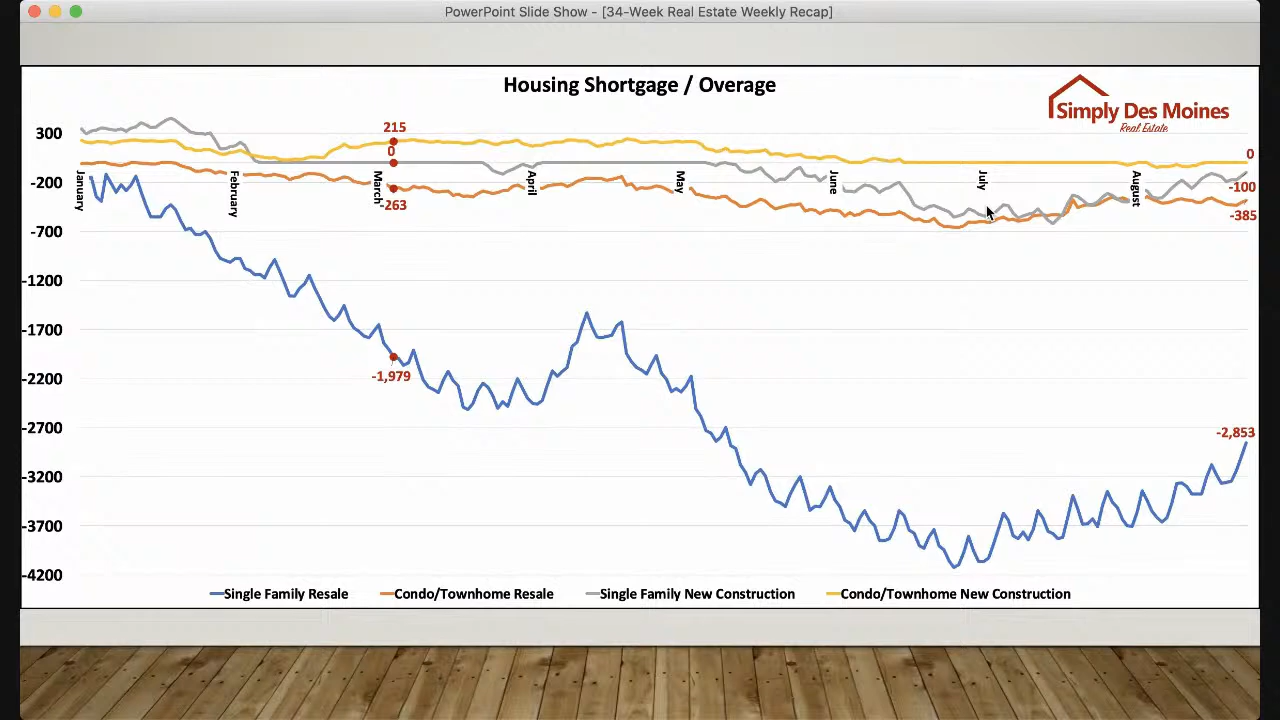 PowerPoint Slide Show - [34-Week Real Estate Weekly Recap]
Housing Shortgage / Overage
Simply Des Moines
Real Estate
300
-200
-700
-1200
-1700
-2200
-2700
-3200
-3700
-4200
215
0
-263
-1,979
0
-100
-385
-2,853
January
February
March
April
May
June
July
August
Single Family Resale
Condo/Townhome Resale
Single Family New Construction
Condo/Townhome New Construction